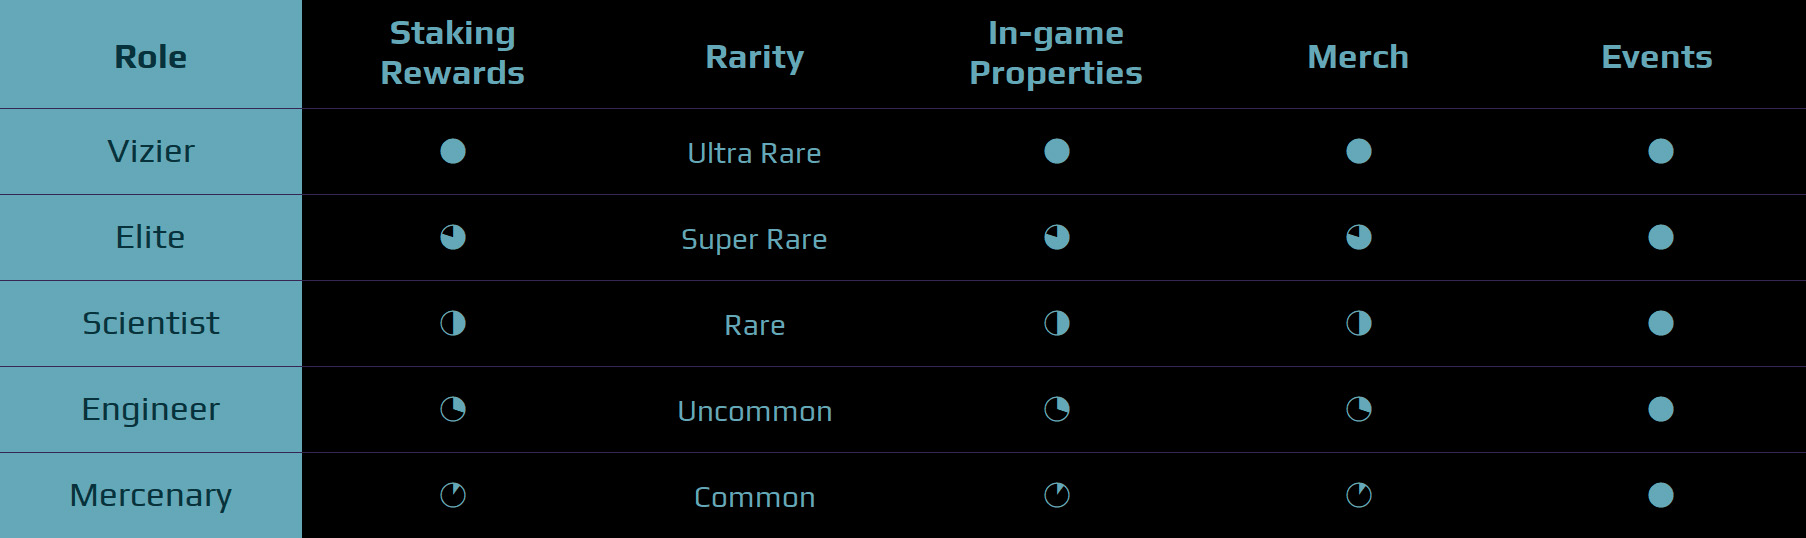 Role
Staking
Rewards
Rarity
In-game
Properties
Merch
Events
Vizier
Ultra Rare
Elite
Super Rare
Scientist
Rare
Engineer
Uncommon
Mercenary
Common